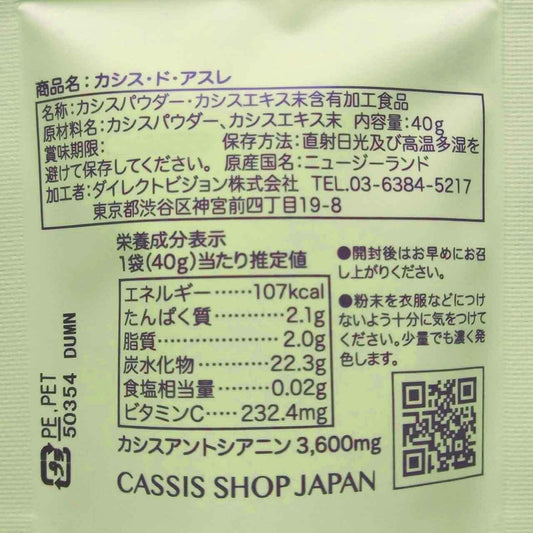 商品名：カシス・ド・アスレ
名称：カシスパウダー・カシスエキス末含有加工食品
原材料名：カシスパウダー、カシスエキス末 内容量：40g
賞味期限： 保存方法：直射日光及び高温多湿を
避けて保存してください。 原産国名：ニュージーランド
加工者：ダイレクトビジョン株式会社 TEL.03-6384-5217
東京都渋谷区神宮前四丁目19-8
栄養成分表示
1袋(40g)当たり推定値
エネルギー……107kcal
たんぱく質………2.1g
脂質………………2.0g
炭水化物…………22.3g
食塩相当量………0.02g
ビタミンC……232.4mg
カシスアントシアニン 3,600mg
CASSIS SHOP JAPAN
●開封後はお早めにお召
し上がりください。
●粉末を衣服などにつけ
ないよう十分に気をつけて
ください。少量でも濃く発
色します。
PE,PET
50354 DUMN